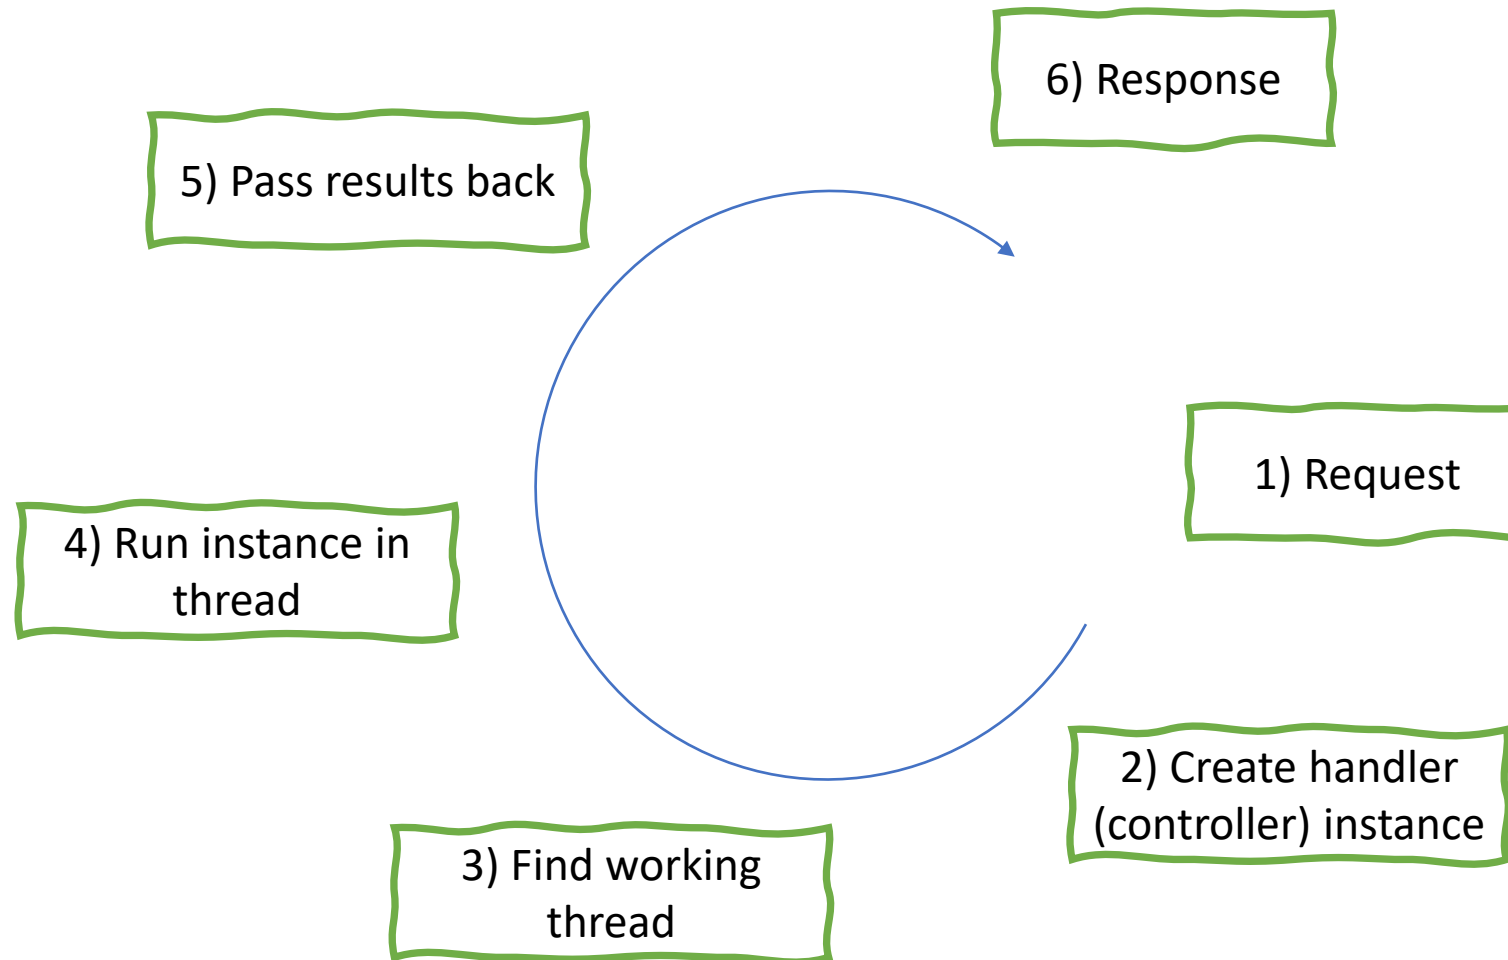 6) Response
5) Pass results back
1) Request
4) Run instance in
thread
2) Create handler
(controller) instance
3) Find working
thread